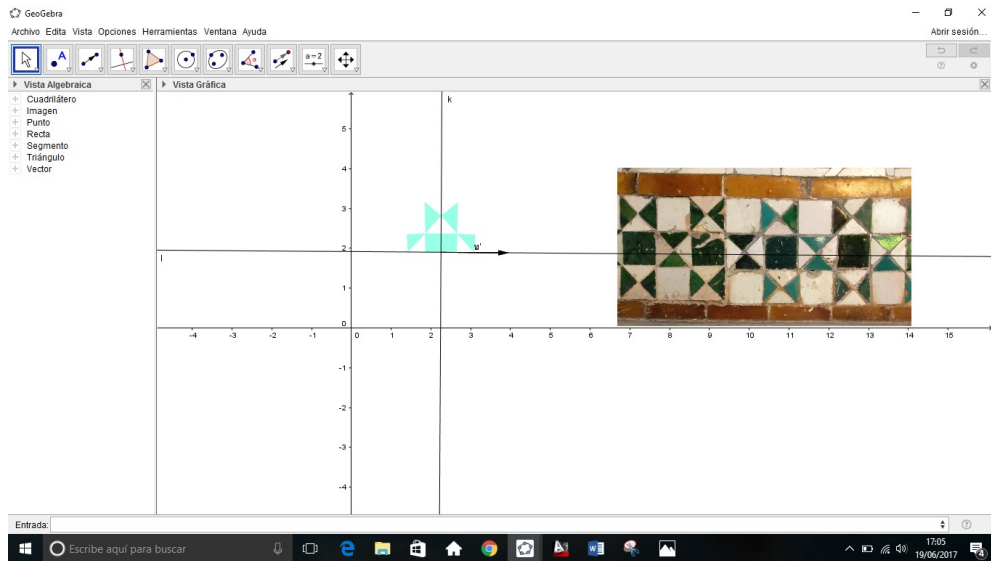 GeoGebra
Archivo Edita Vista Opciones Herramientas Ventana Ayuda
Abrir sesión...
A
a = 2
Vista Algebraica
Vista Gráfica
Cuadrilátero
Imagen
Punto
Recta
Segmento
Triángulo
Vector
k
5
4
3
2
1
0
-1
-2
-3
-4
u'
l
-4 -3 -2 -1 0 1 2 3 4 5 6 7 8 9 10 11 12 13 14 15
Entrada:
Escribe aquí para buscar
17:05
19/06/2017
4